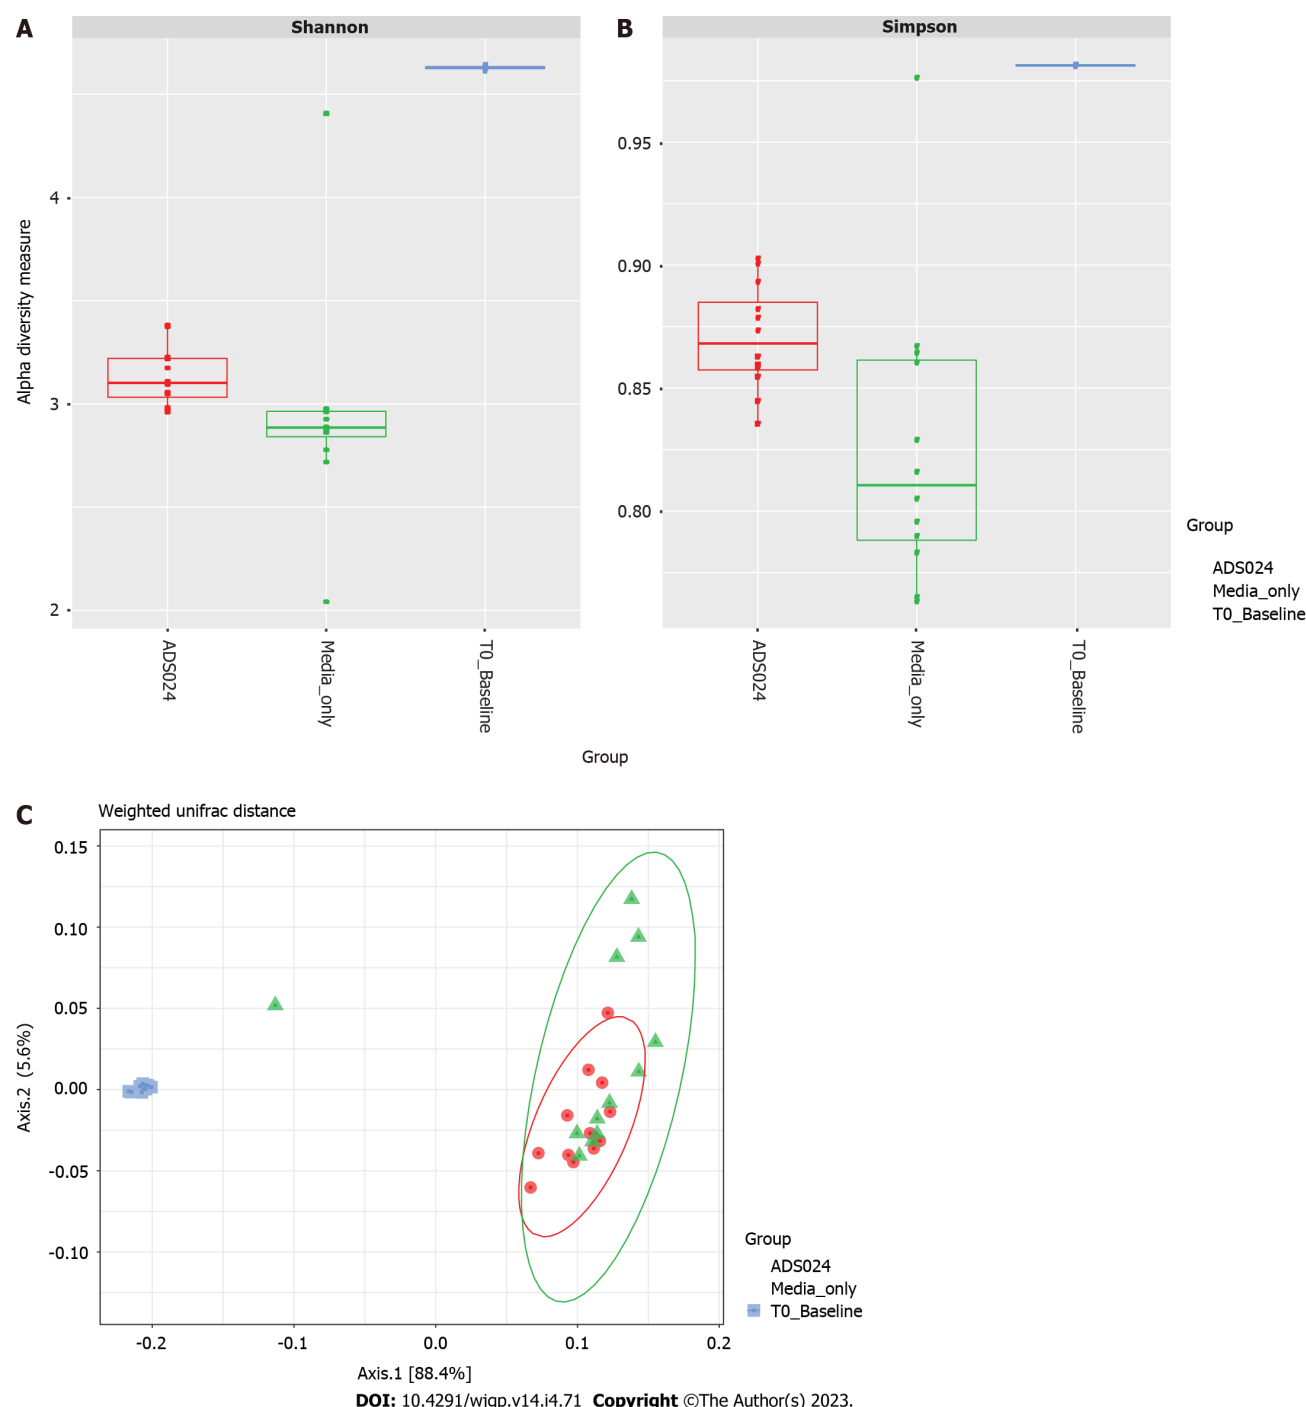 A
Shannon
B
Simpson
Alpha diversity measure
4
3
2
0.95
0.90
0.85
0.80
ADS024
Media_only
T0_Baseline
ADS024
Media_only
T0_Baseline
Group
Group
ADS024
Media_only
T0_Baseline
C
Weighted unifrac distance
Axis.2 (5.6%)
0.15
0.10
0.05
0.00
-0.05
-0.10
-0.2
-0.1
0.0
0.1
0.2
Axis.1 [88.4%]
Group
ADS024
Media_only
T0_Baseline
DOI: 10.4291/wjgp.v14.i4.71 Copyright ©The Author(s) 2023.